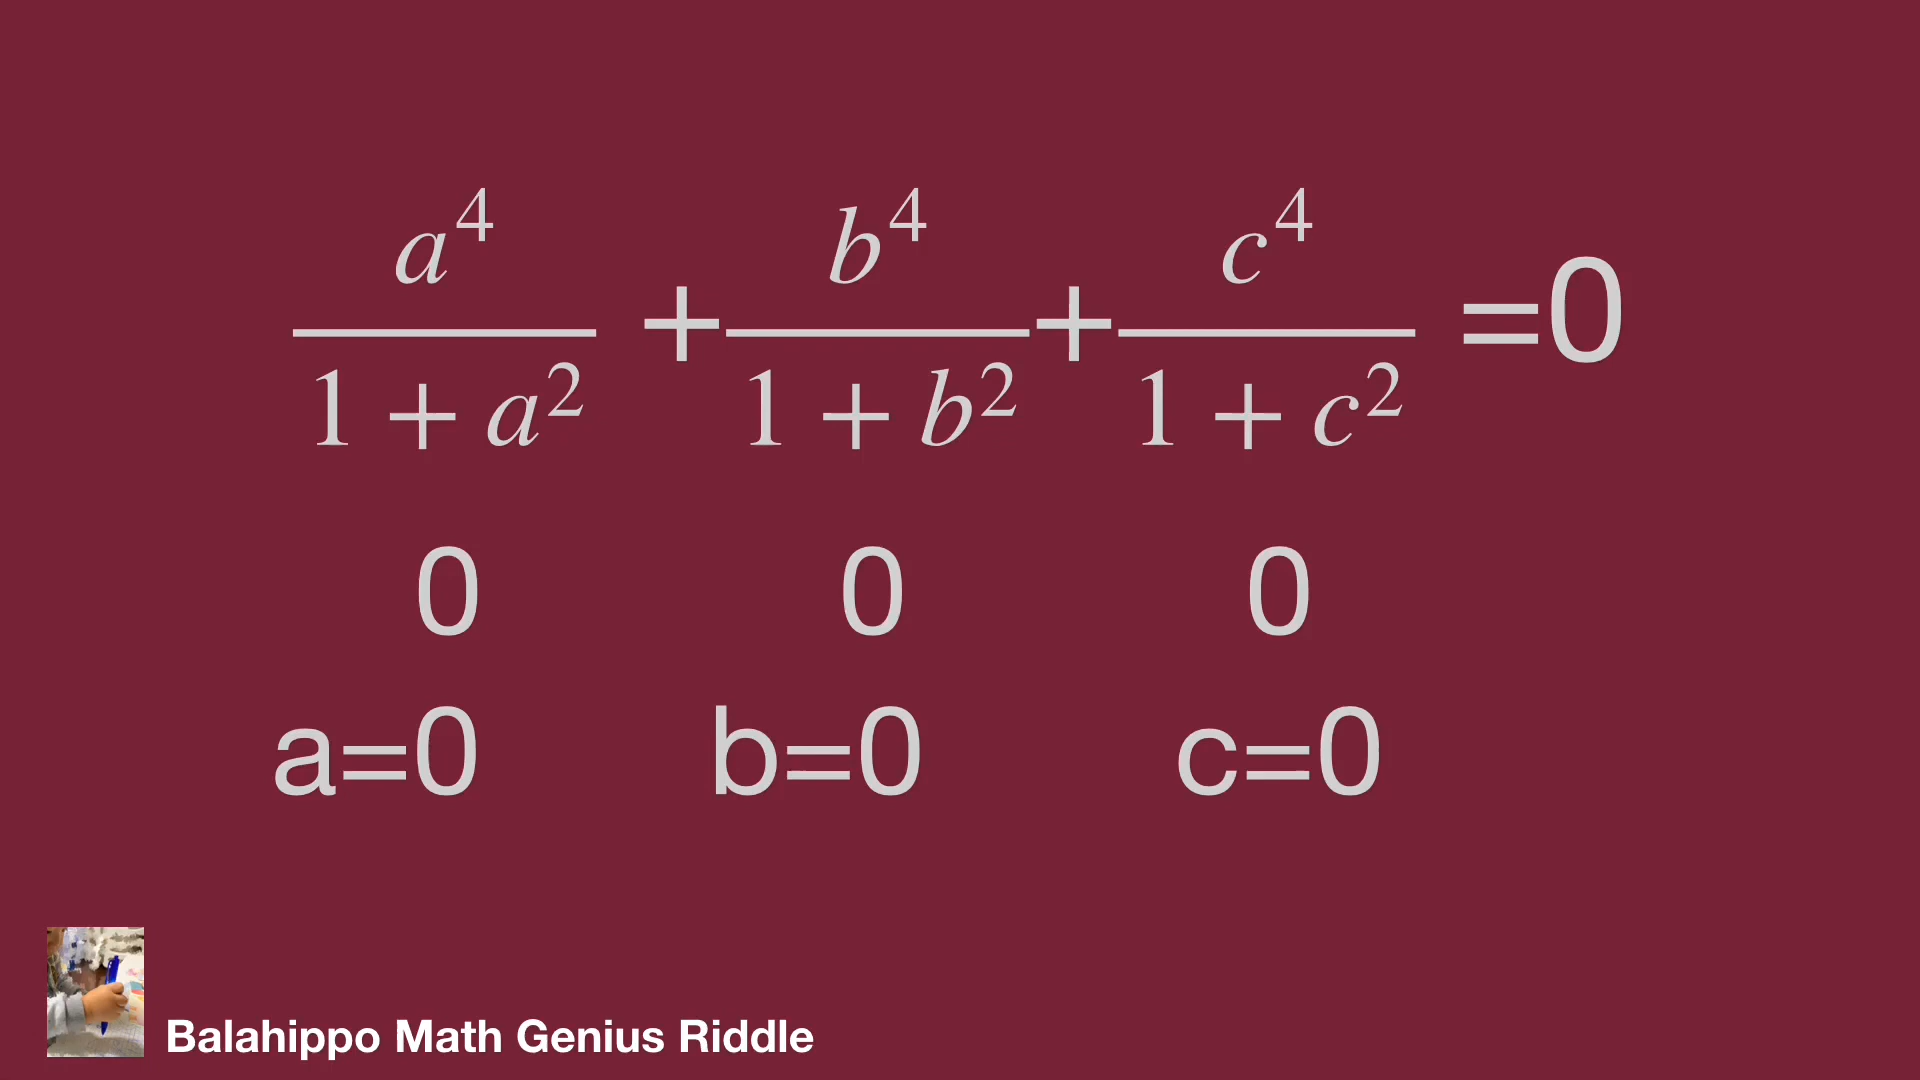 a⁴/(1 + a²) + b⁴/(1 + b²) + c⁴/(1 + c²) =0
0 0 0
a=0 b=0 c=0
Balahippo Math Genius Riddle